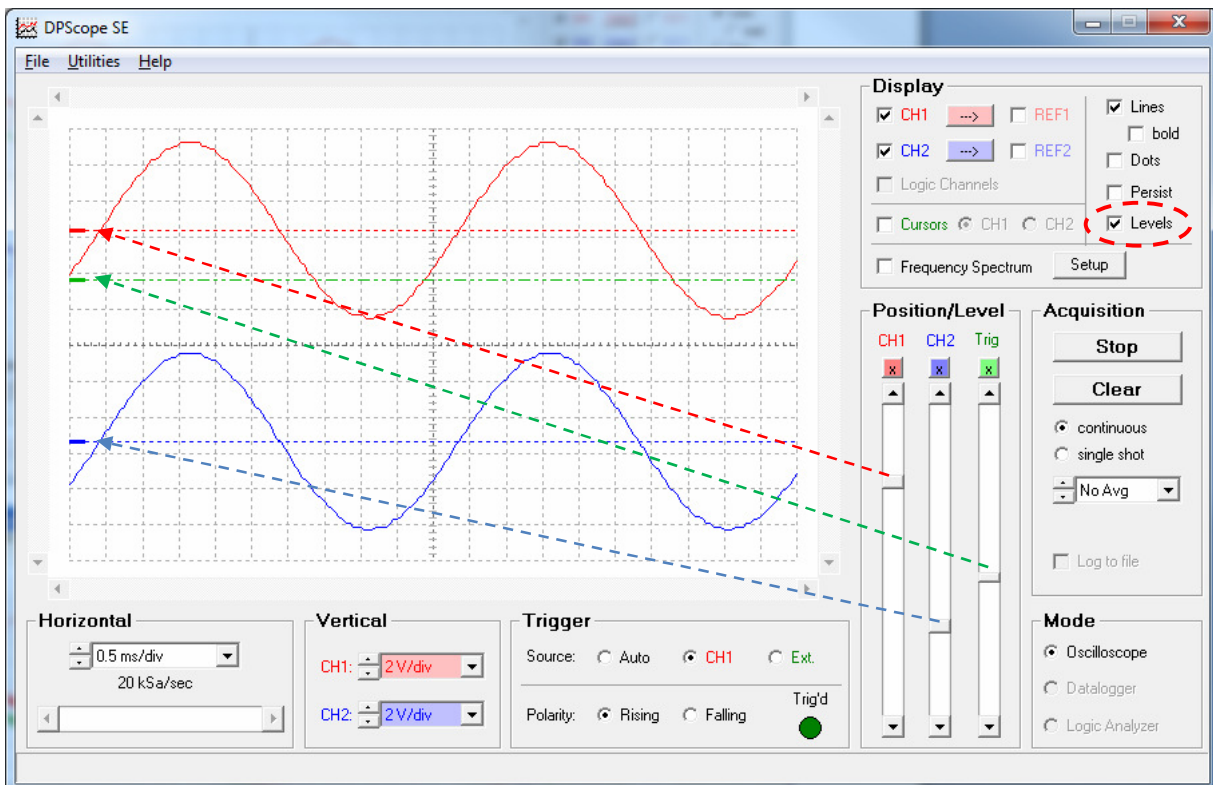 DPScope SE
File Utilities Help
Display
CH1 ---> REF1
CH2 ---> REF2
Logic Channels
Cursors CH1 CH2
Frequency Spectrum Setup
Lines
bold
Dots
Persist
Levels
Position/Level
CH1 CH2 Trig
x x x
Acquisition
Stop
Clear
continuous
single shot
No Avg
Log to file
Horizontal
0.5 ms/div
20 kSa/sec
Vertical
CH1: 2 V/div
CH2: 2 V/div
Trigger
Source: Auto CH1 Ext.
Polarity: Rising Falling
Trig'd
Mode
Oscilloscope
Datalogger
Logic Analyzer